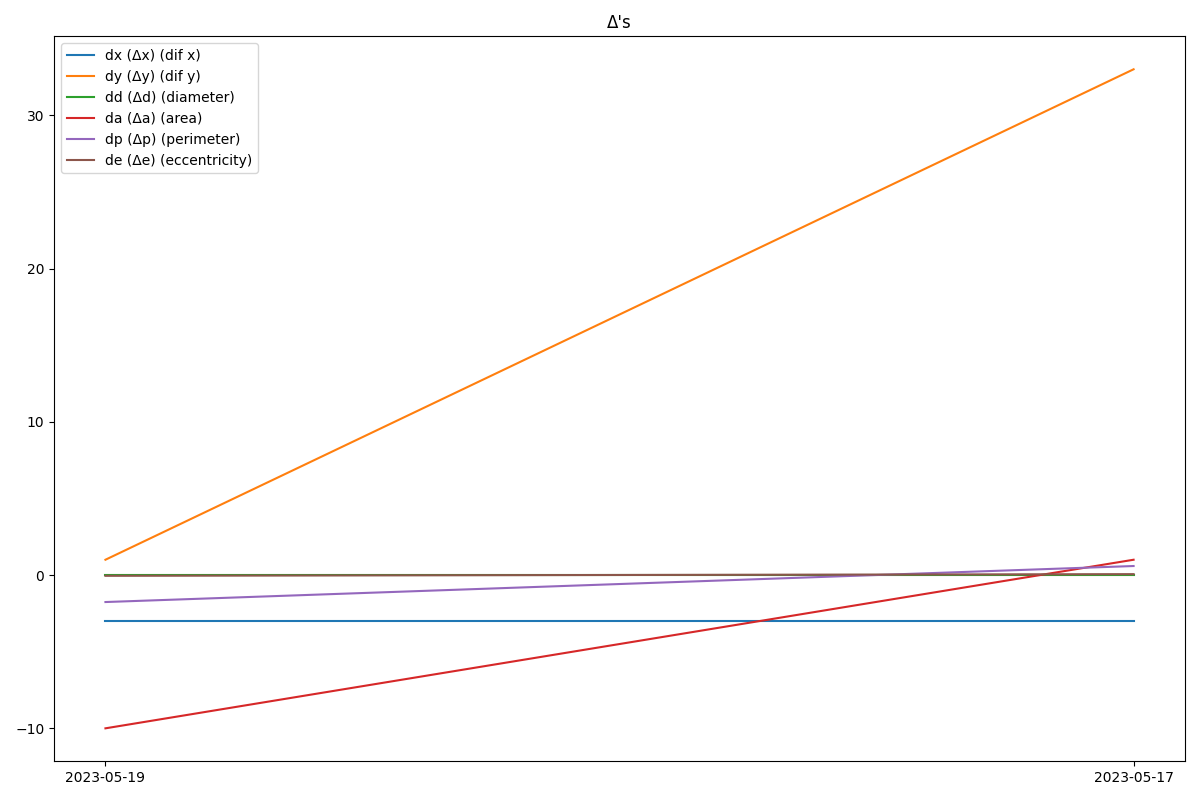 Δ's
dx (Δx) (dif x)
dy (Δy) (dif y)
dd (Δd) (diameter)
da (Δa) (area)
dp (Δp) (perimeter)
de (Δe) (eccentricity)
30
20
10
0
−10
2023-05-19
2023-05-17